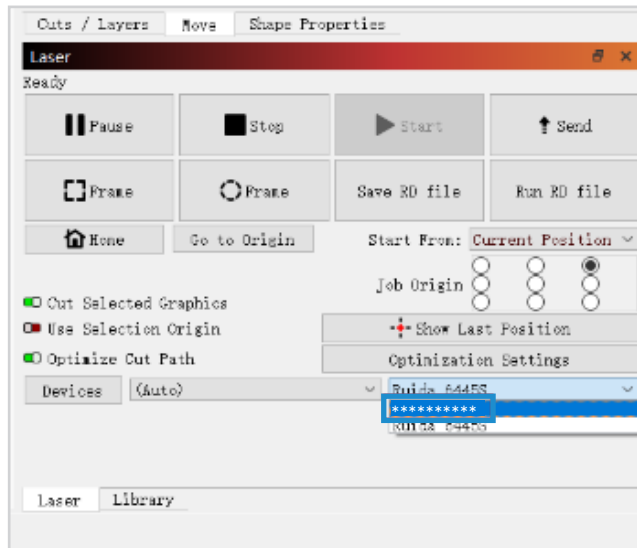 Cuts / Layers Move Shape Properties
Laser
Ready
Pause Stop Start Send
Frame Frame Save RD file Run RD file
Home Go to Origin Start From: Current Position
Job Origin
Cut Selected Graphics
Use Selection Origin Show Last Position
Optimize Cut Path Optimization Settings
Devices (Auto) Ruida 6445S
**********
Ruida 6445S
Laser Library